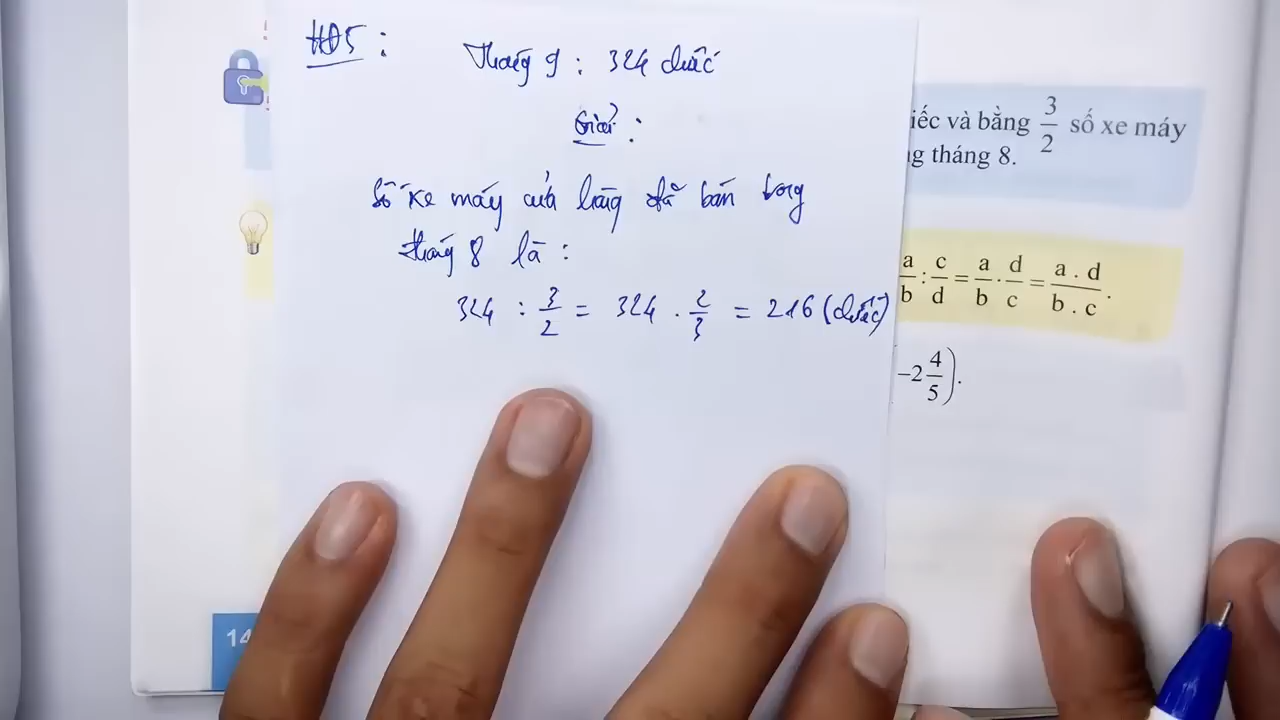 HĐ5 :
Tháng 9 : 324 chiếc
Giải :
Số xe máy cửa hàng đã bán trong
tháng 8 là :
324 : 3/2 = 324 . 2/3 = 216 (chiếc)
iếc và bằng 3/2 số xe máy
g tháng 8.
a/b : c/d = a/b . d/c = a . d / b . c .
−2 4/5).
14